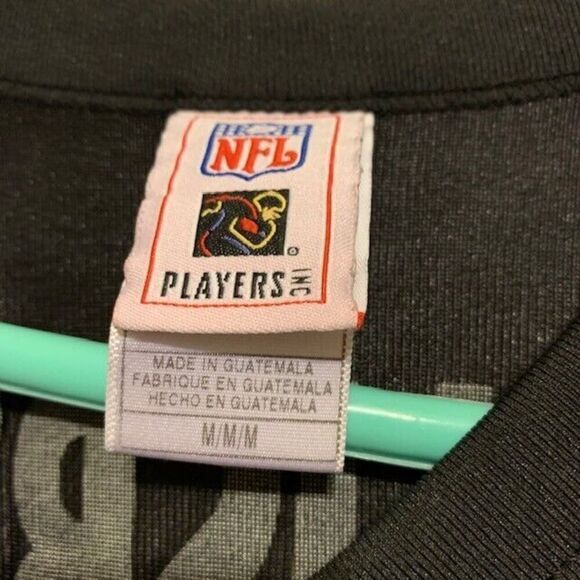 NFL
PLAYERS INC
MADE IN GUATEMALA
FABRIQUE EN GUATEMALA
HECHO EN GUATEMALA
M/M/M